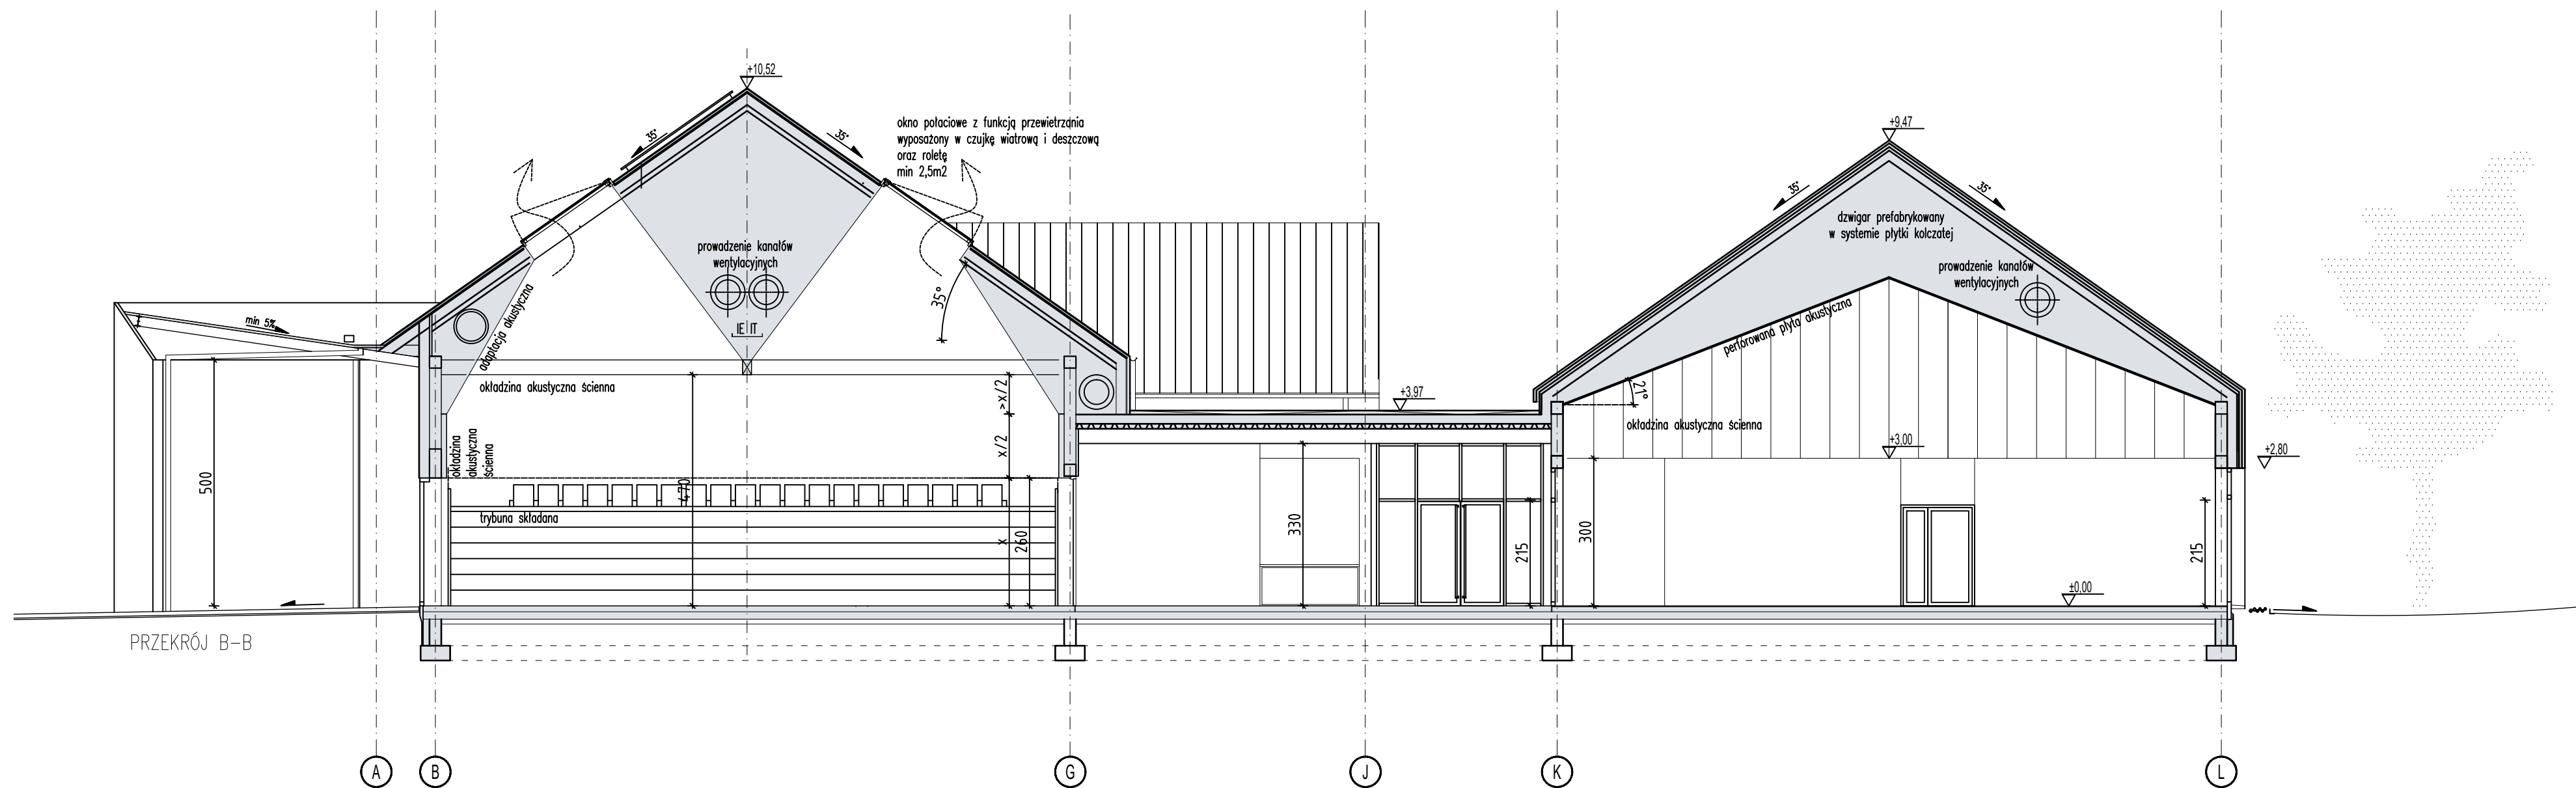 +10,52
35°
35°
okno połaciowe z funkcją przewietrzania
wyposażony w czujkę wiatrową i deszczową
oraz roletę
min 2,5m2
+9,47
35°
35°
dzwigar prefabrykowany
w systemie płytki kolczatej
prowadzenie kanałów
wentylacyjnych
prowadzenie kanałów
wentylacyjnych
IE IT
35°
min 5%
adaptacja akustyczna
perforowana płyta akustyczna
okładzina akustyczna ścienna
>x/2
+3,97
21°
okładzina akustyczna ścienna
okładzina
akustyczna
ścienna
x/2
+3,00
+2,80
500
470
trybuna składana
x
260
330
215
300
215
±0,00
PRZEKRÓJ B-B
A
B
G
J
K
L